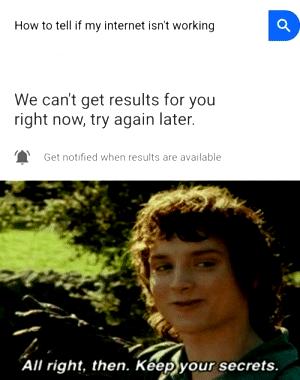 How to tell if my internet isn't working
We can't get results for you
right now, try again later.
Get notified when results are available
All right, then. Keep your secrets.